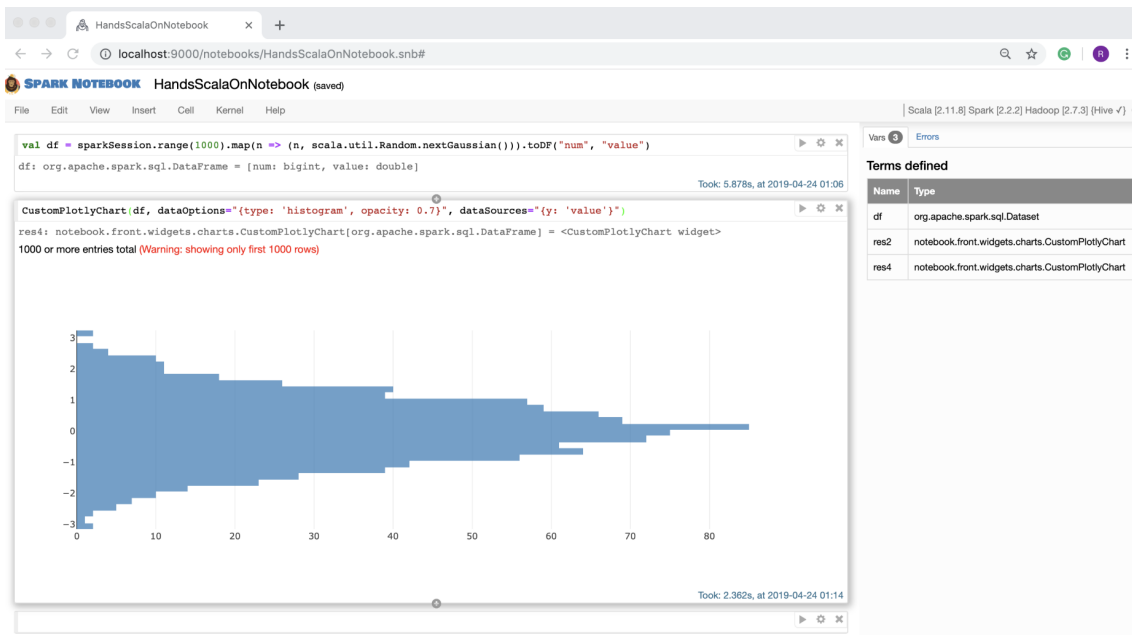 HandsScalaOnNotebook × +
localhost:9000/notebooks/HandsScalaOnNotebook.snb#
R
SPARK NOTEBOOK HandsScalaOnNotebook (saved)
File Edit View Insert Cell Kernel Help
Scala [2.11.8] Spark [2.2.2] Hadoop [2.7.3] {Hive ✓}
val df = sparkSession.range(1000).map(n => (n, scala.util.Random.nextGaussian())).toDF("num", "value")
df: org.apache.spark.sql.DataFrame = [num: bigint, value: double]
Took: 5.878s, at 2019-04-24 01:06
CustomPlotlyChart(df, dataOptions="{type: 'histogram', opacity: 0.7}", dataSources="{y: 'value'}")
res4: notebook.front.widgets.charts.CustomPlotlyChart[org.apache.spark.sql.DataFrame] = <CustomPlotlyChart widget>
1000 or more entries total (Warning: showing only first 1000 rows)
3
2
1
0
−1
−2
−3
0 10 20 30 40 50 60 70 80
Took: 2.362s, at 2019-04-24 01:14
Vars 3 Errors
Terms defined
Name Type
df org.apache.spark.sql.Dataset
res2 notebook.front.widgets.charts.CustomPlotlyChart
res4 notebook.front.widgets.charts.CustomPlotlyChart